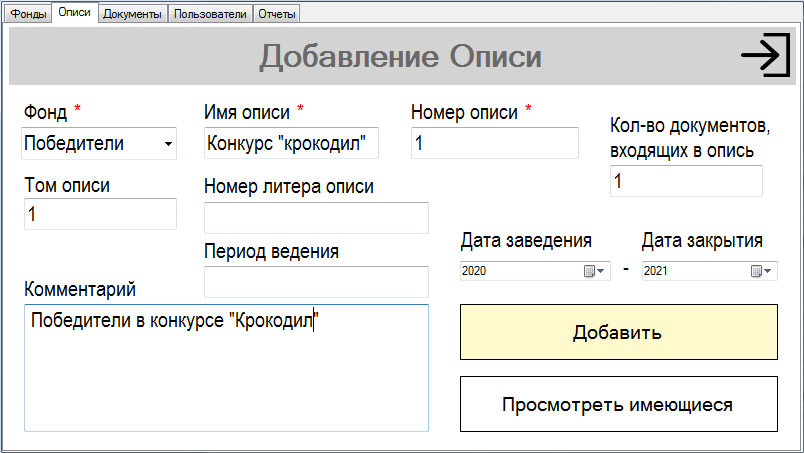 Фонды Описи Документы Пользователи Отчеты
Добавление Описи
Фонд * Имя описи * Номер описи *
Победители Конкурс "крокодил" 1
Кол-во документов,
входящих в опись
1
Том описи Номер литера описи
1
Период ведения
Дата заведения Дата закрытия
2020 - 2021
Комментарий
Победители в конкурсе "Крокодил"
Добавить
Просмотреть имеющиеся